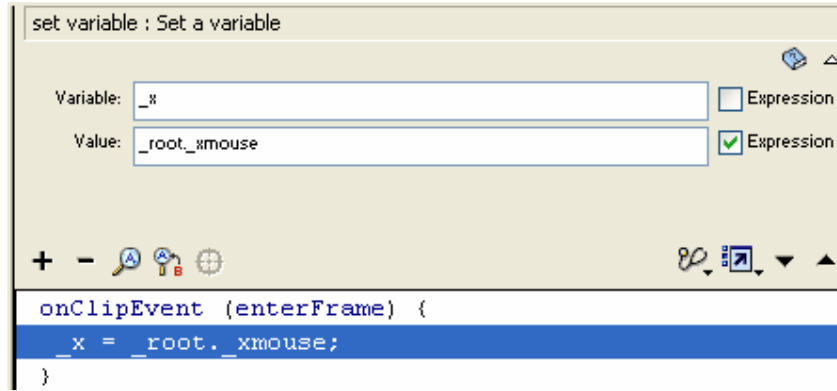 set variable : Set a variable
Variable: _x Expression
Value: _root._xmouse Expression
onClipEvent (enterFrame) {
_x = _root._xmouse;
}